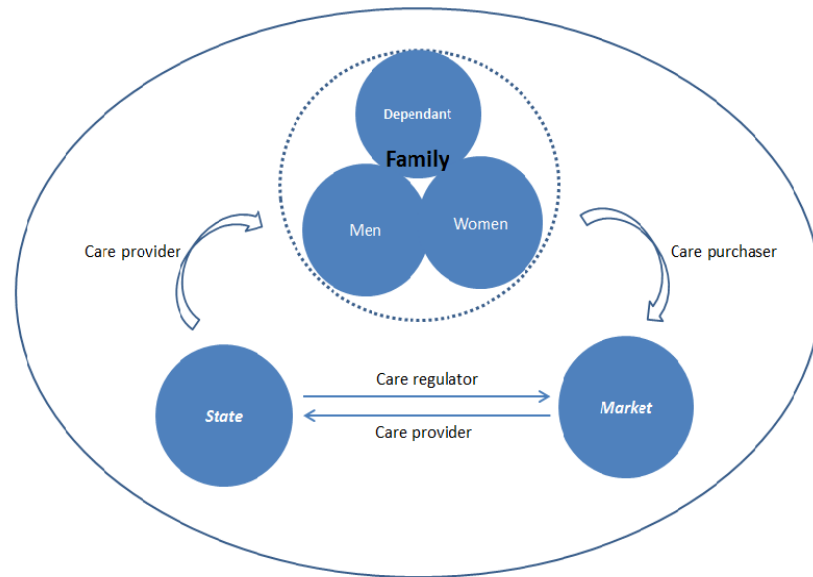 Dependant
Family
Men
Women
Care provider
Care purchaser
Care regulator
State
Market
Care provider